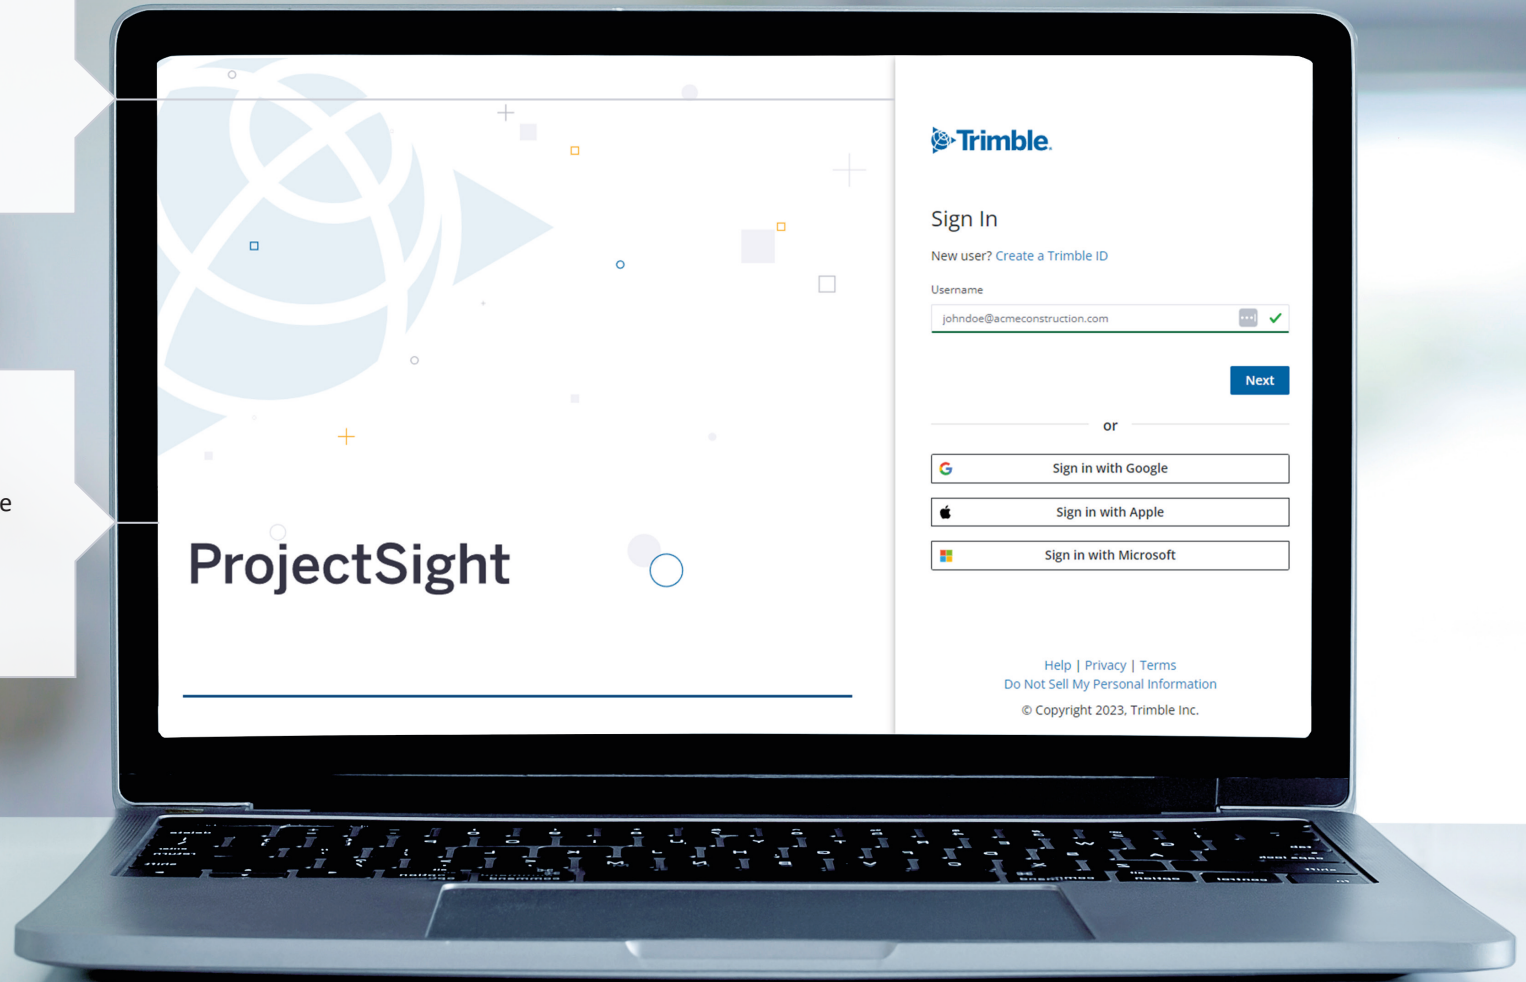 Trimble
Sign In
New user? Create a Trimble ID
Username
johndoe@acmeconstruction.com
Next
or
Sign in with Google
Sign in with Apple
Sign in with Microsoft
Help | Privacy | Terms
Do Not Sell My Personal Information
© Copyright 2023, Trimble Inc.
ProjectSight
e